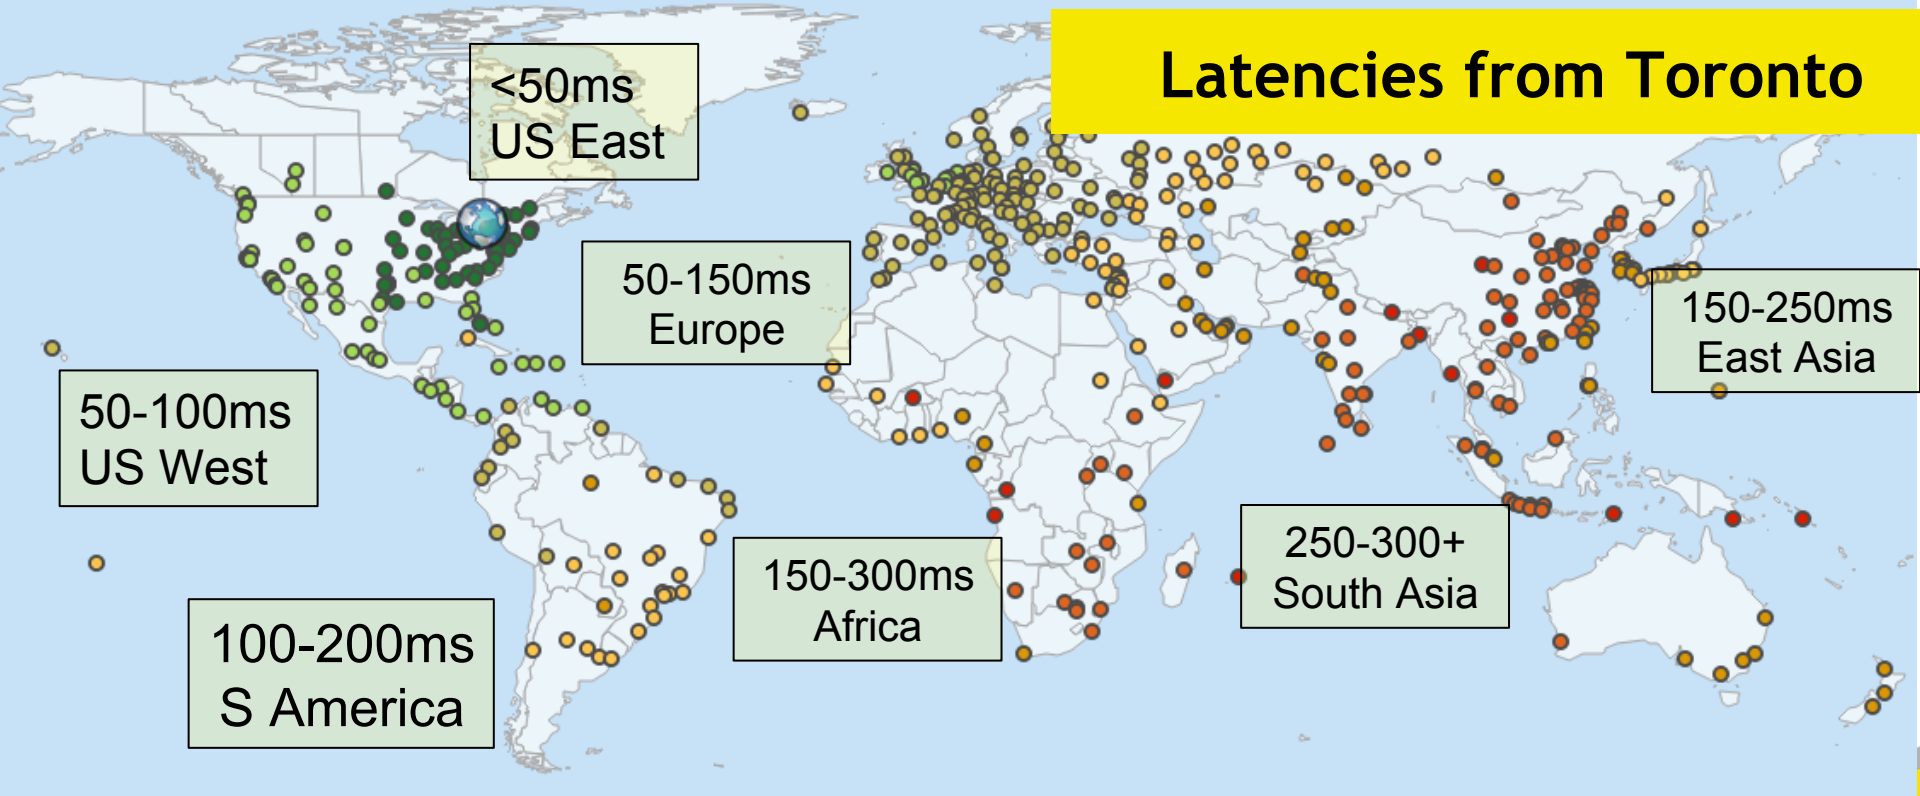 Latencies from Toronto
<50ms
US East
50-150ms
Europe
150-250ms
East Asia
50-100ms
US West
250-300+
South Asia
150-300ms
Africa
100-200ms
S America